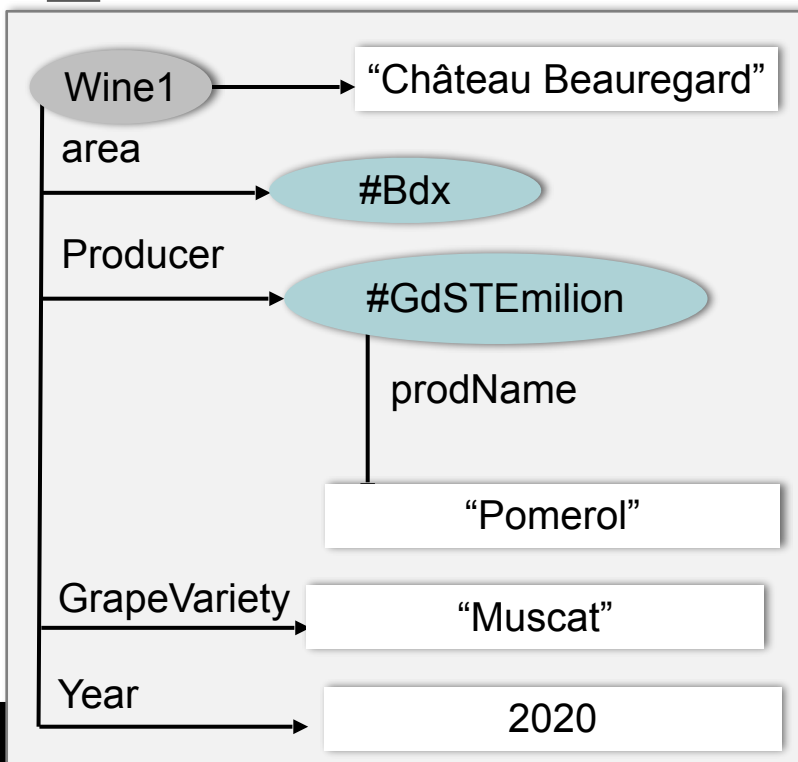 Wine1
“Château Beauregard”
area
#Bdx
Producer
#GdSTEmilion
prodName
“Pomerol”
GrapeVariety
“Muscat”
Year
2020